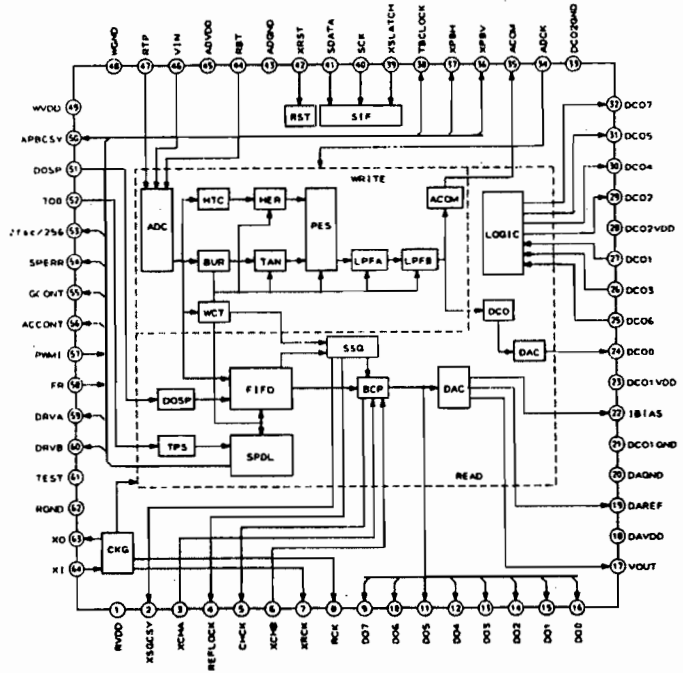 WGND RTP VIN ADVDD RBT ADGND XRST SDATA SCK XSLATCH TBCLOCK XPBH XPBV ACOM ADCK DCO2GND
48 47 46 45 44 43 42 41 40 39 38 37 36 35 34 33
WVDD 49
APBCSY 50
DOSP 51
TOD 52
2fsc/256 53
SPERR 54
GCONT 55
ACCONT 56
PWMI 57
FR 58
DRVA 59
DRVB 60
TEST 61
RGND 62
XO 63
XI 64
RST
SIF
WRITE
ADC
HTC
HER
PES
ACOM
LOGIC
BUR
TAN
LPFA
LPFB
WCT
DCO
SSQ
DAC
FIFO
BCP
DAC
DOSP
TPS
SPDL
READ
CKG
32 DCO7
31 DCO5
30 DCO4
29 DCO2
28 DCO2VDD
27 DCO1
26 DCO3
25 DCO6
24 DCO0
23 DCO1VDD
22 IBIAS
21 DCO1GND
20 DAGND
19 DAREF
18 DAVDD
17 VOUT
1 2 3 4 5 6 7 8 9 10 11 12 13 14 15 16
RVDD XSGCSY XCHA REFLOCK CHCK XCHB XRCK RCK DO7 DO6 DO5 DO4 DO3 DO2 DO1 DO0